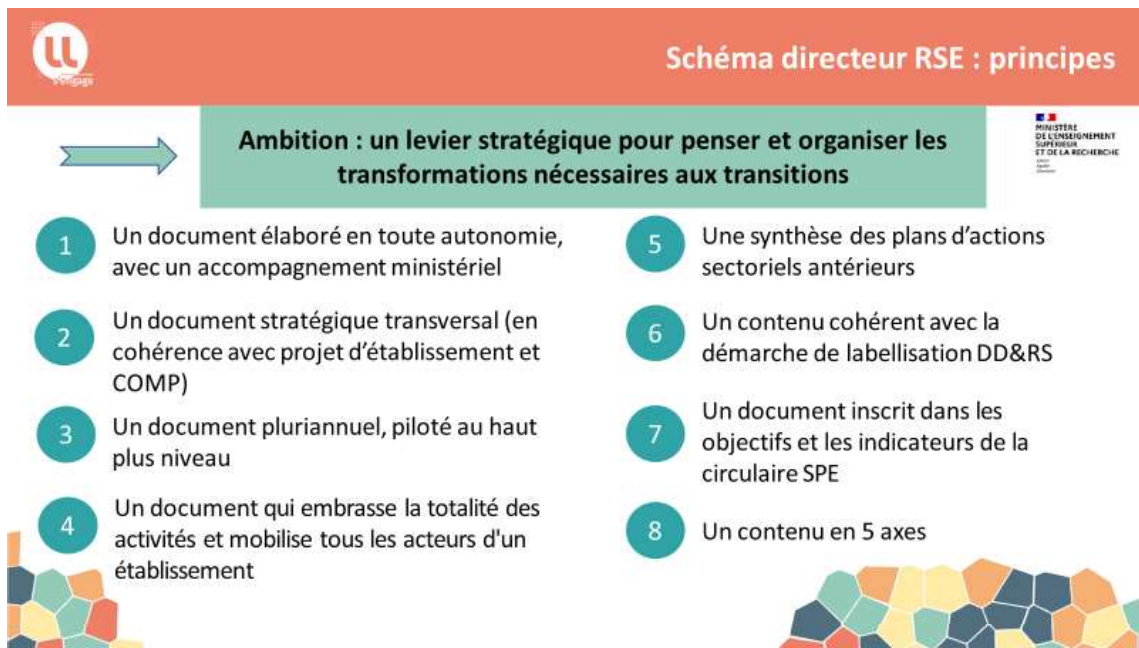 UL
s'engage
Schéma directeur RSE : principes
Ambition : un levier stratégique pour penser et organiser les
transformations nécessaires aux transitions
MINISTÈRE
DE L'ENSEIGNEMENT
SUPÉRIEUR
ET DE LA RECHERCHE
Liberté
Égalité
Fraternité
1
Un document élaboré en toute autonomie,
avec un accompagnement ministériel
2
Un document stratégique transversal (en
cohérence avec projet d’établissement et
COMP)
3
Un document pluriannuel, piloté au haut
plus niveau
4
Un document qui embrasse la totalité des
activités et mobilise tous les acteurs d'un
établissement
5
Une synthèse des plans d’actions
sectoriels antérieurs
6
Un contenu cohérent avec la
démarche de labellisation DD&RS
7
Un document inscrit dans les
objectifs et les indicateurs de la
circulaire SPE
8
Un contenu en 5 axes